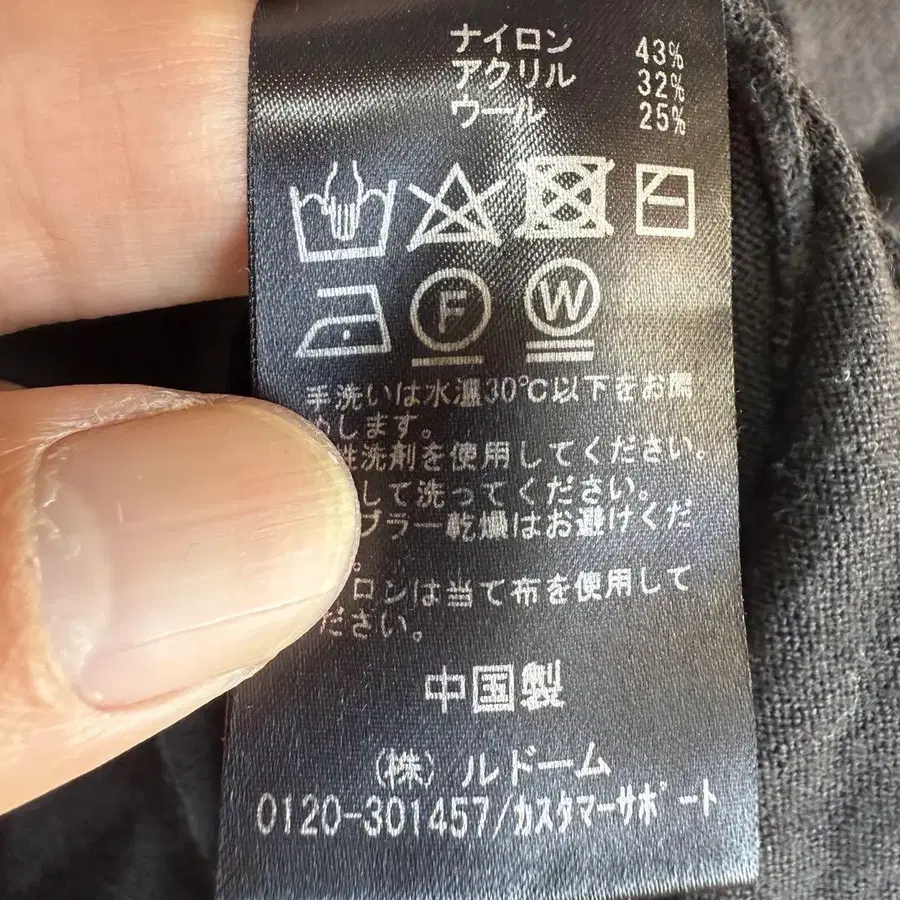 ナイロン 43%
アクリル 32%
ウール 25%
F
W
手洗いは水温30℃以下をお
します。
性洗剤を使用してください。
して洗ってください。
ブラー乾燥はお避けくだ
。
ロンは当て布を使用して
ださい。
中国製
(株) ルドーム
0120-301457/カスタマーサポート